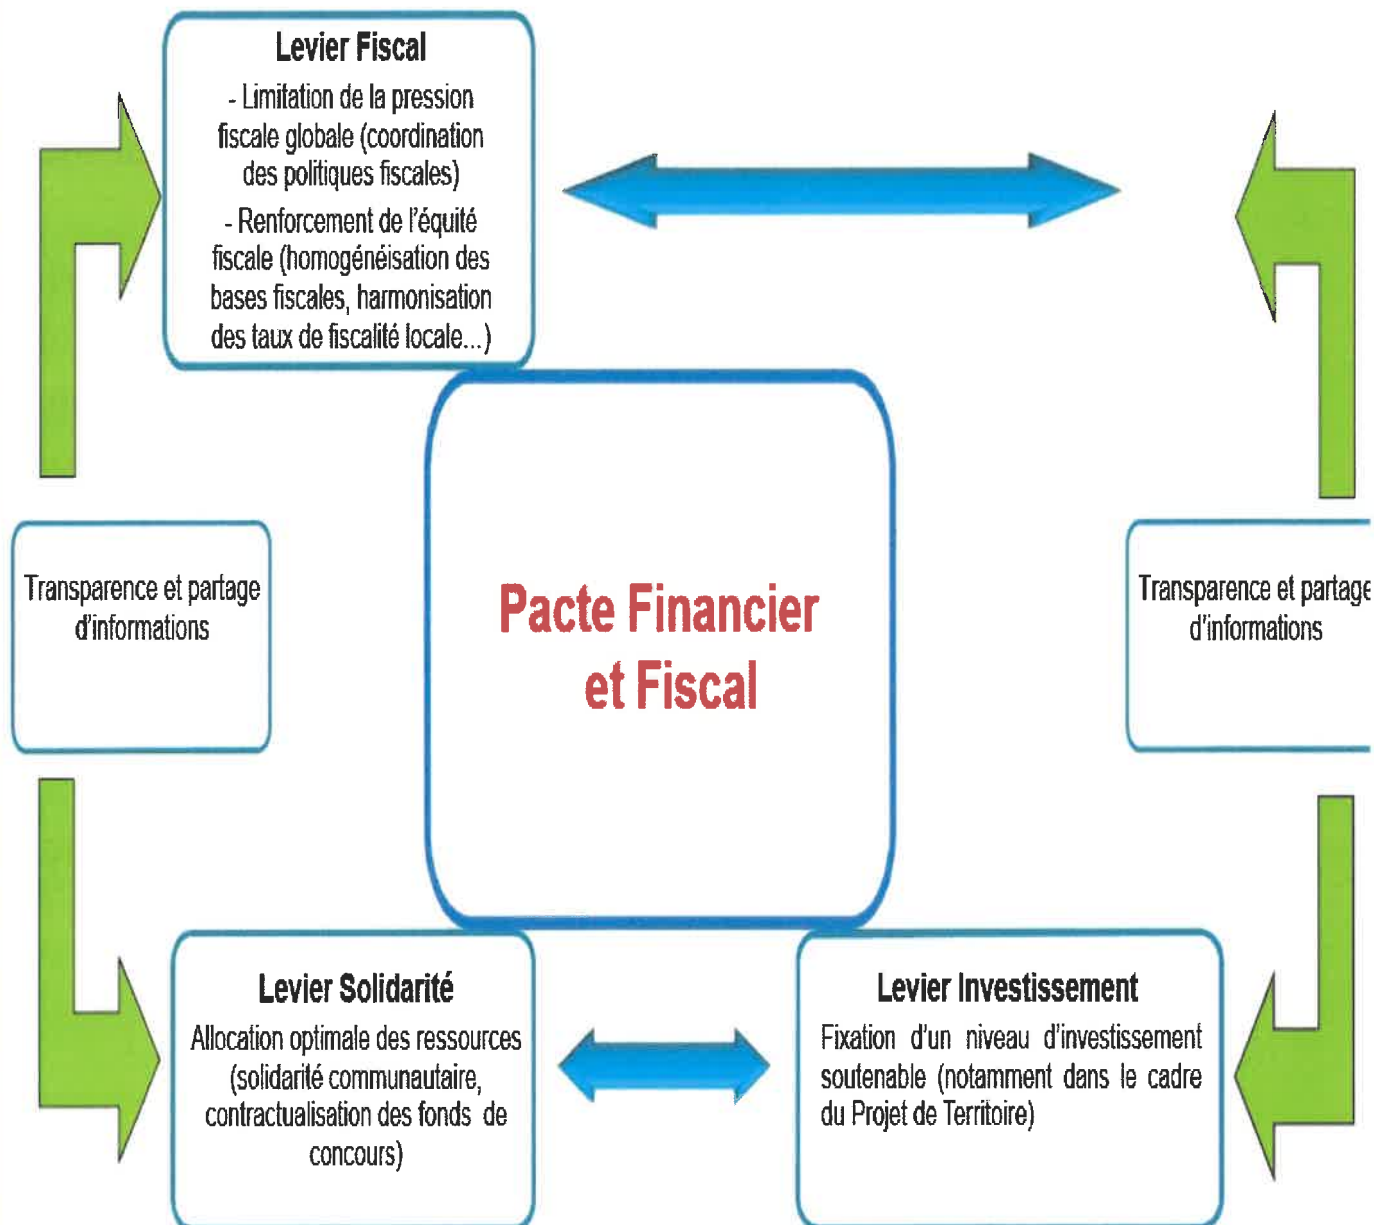 Levier Fiscal
- Limitation de la pression
fiscale globale (coordination
des politiques fiscales)
- Renforcement de l'équité
fiscale (homogénéisation des
bases fiscales, harmonisation
des taux de fiscalité locale...)
Transparence et partage
d'informations
Pacte Financier
et Fiscal
Transparence et partage
d'informations
Levier Solidarité
Allocation optimale des ressources
(solidarité communautaire,
contractualisation des fonds de
concours)
Levier Investissement
Fixation d'un niveau d'investissement
soutenable (notamment dans le cadre
du Projet de Territoire)